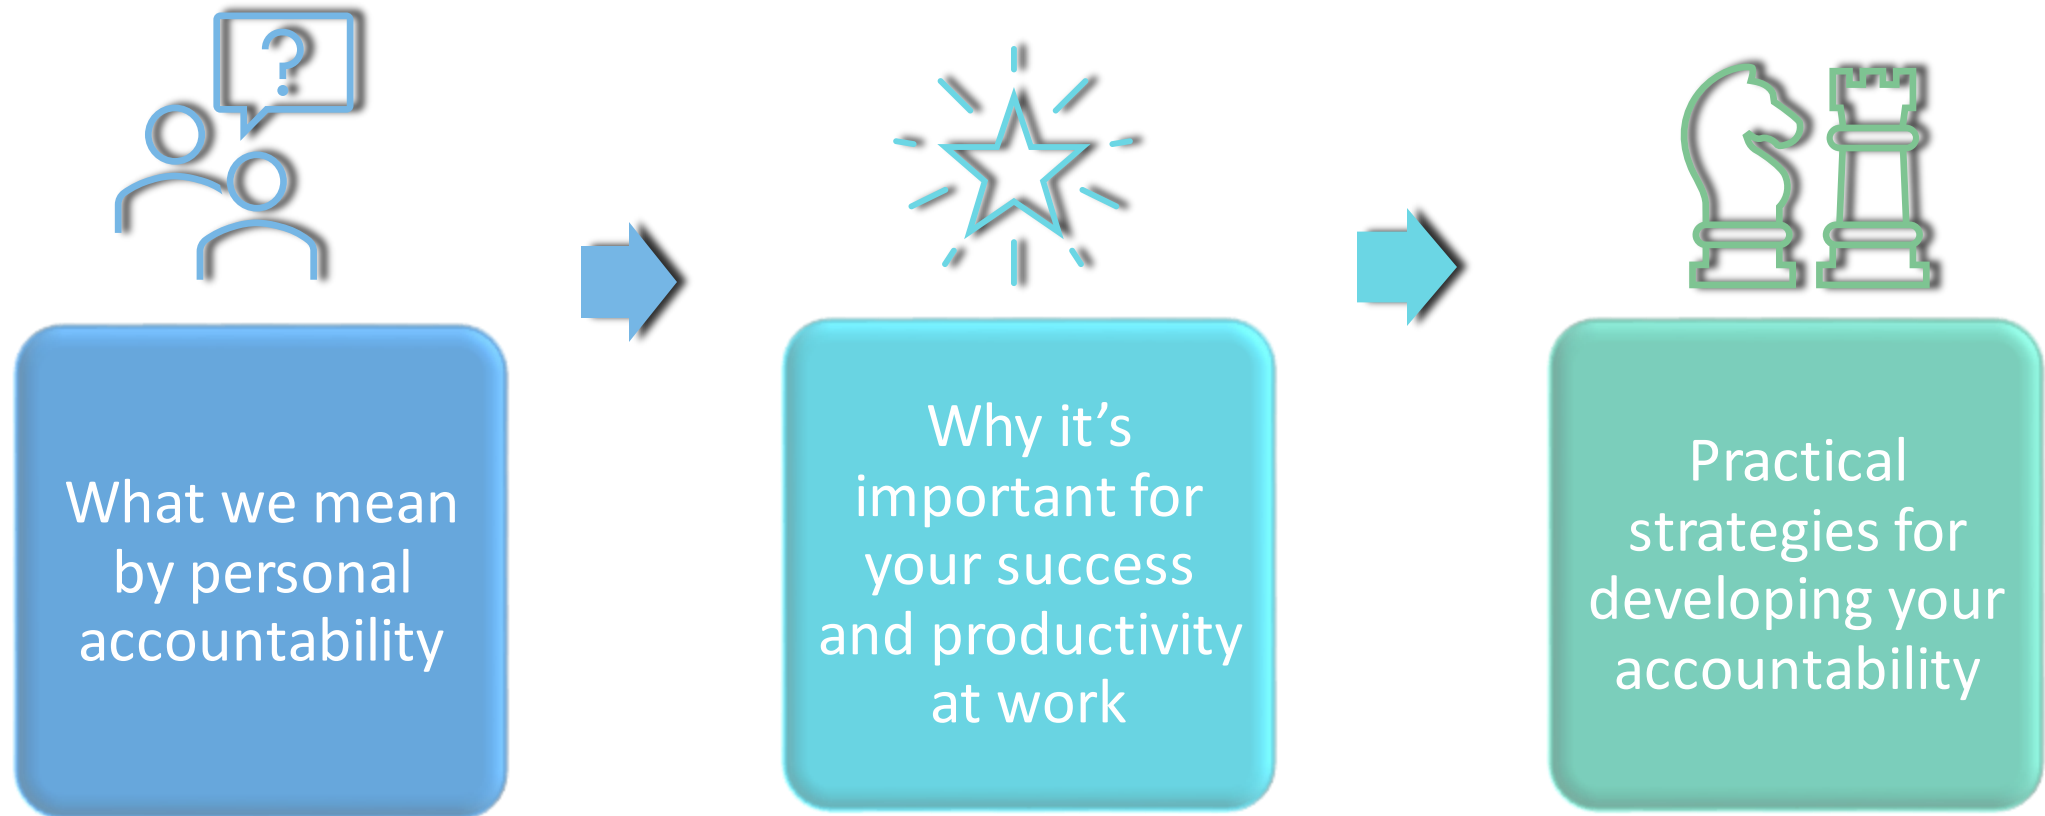 ?
What we mean
by personal
accountability
Why it’s
important for
your success
and productivity
at work
Practical
strategies for
developing your
accountability